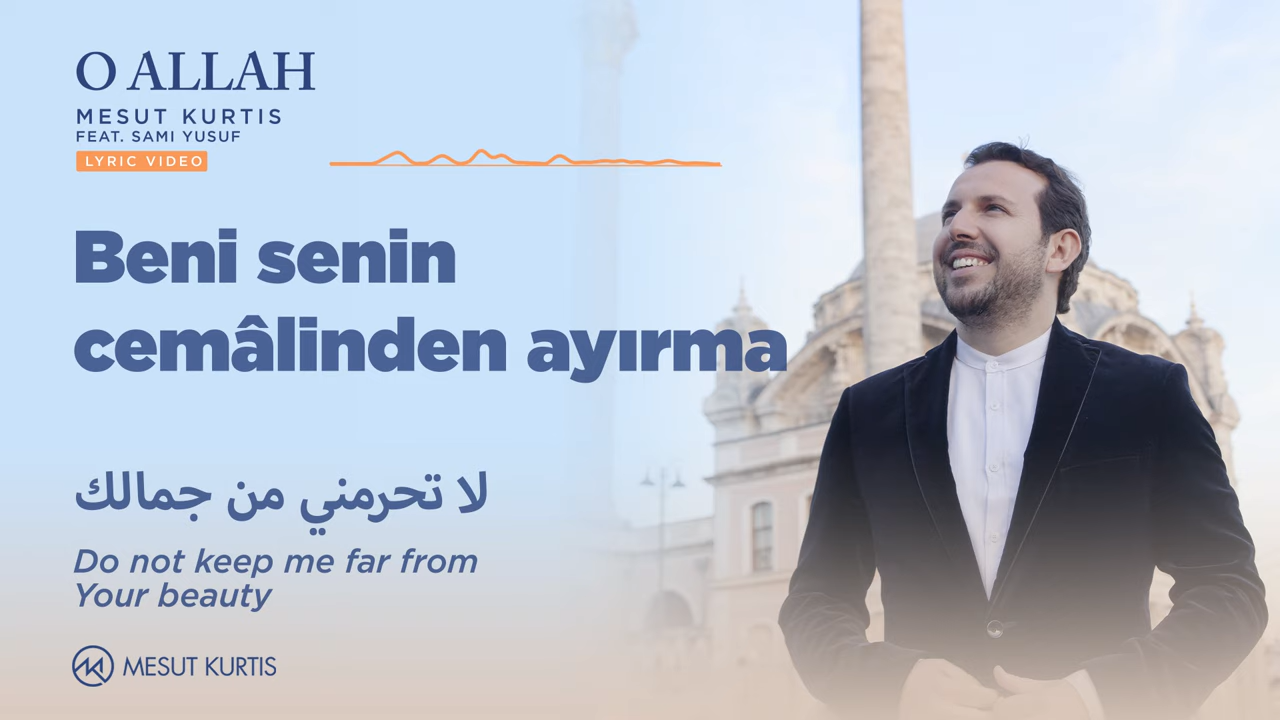 O ALLAH
MESUT KURTIS
FEAT. SAMI YUSUF
LYRIC VIDEO
Beni senin
cemâlinden ayırma
لا تحرمني من جمالك
Do not keep me far from
Your beauty
MESUT KURTIS